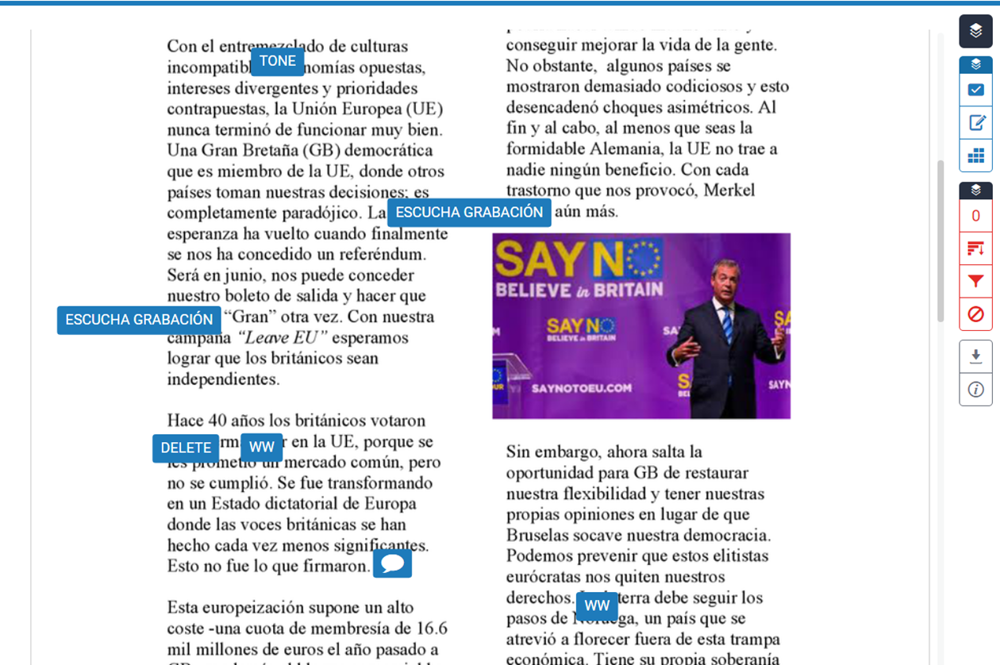 Con el entremezclado de culturas
TONE
incompatibl nomías opuestas,
intereses divergentes y prioridades
contrapuestas, la Unión Europea (UE)
nunca terminó de funcionar muy bien.
Una Gran Bretaña (GB) democrática
que es miembro de la UE, donde otros
países toman nuestras decisiones; es
completamente paradójico. La
ESCUCHA GRABACIÓN
esperanza ha vuelto cuando finalmente
se nos ha concedido un referéndum.
Será en junio, nos puede conceder
nuestro boleto de salida y hacer que
ESCUCHA GRABACIÓN
“Gran” otra vez. Con nuestra
campaña “Leave EU” esperamos
lograr que los británicos sean
independientes.
Hace 40 años los británicos votaron
DELETE
WW
en la UE, porque se
les prometió un mercado común, pero
no se cumplió. Se fue transformando
en un Estado dictatorial de Europa
donde las voces británicas se han
hecho cada vez menos significantes.
Esto no fue lo que firmaron.
Esta europeización supone un alto
coste -una cuota de membresía de 16.6
mil millones de euros el año pasado a
conseguir mejorar la vida de la gente.
No obstante, algunos países se
mostraron demasiado codiciosos y esto
desencadenó choques asimétricos. Al
fin y al cabo, al menos que seas la
formidable Alemania, la UE no trae a
nadie ningún beneficio. Con cada
trastorno que nos provocó, Merkel
aún más.
SAY NO
BELIEVE in BRITAIN
SAY NO
BELIEVE in BRITAIN
SAYNOTOEU.COM
SAYN
Sin embargo, ahora salta la
oportunidad para GB de restaurar
nuestra flexibilidad y tener nuestras
propias opiniones en lugar de que
Bruselas socave nuestra democracia.
Podemos prevenir que estos elitistas
eurócratas nos quiten nuestros
derechos. Inglaterra debe seguir los
WW
pasos de Noruega, un país que se
atrevió a florecer fuera de esta trampa
económica. Tiene su propia soberanía
0